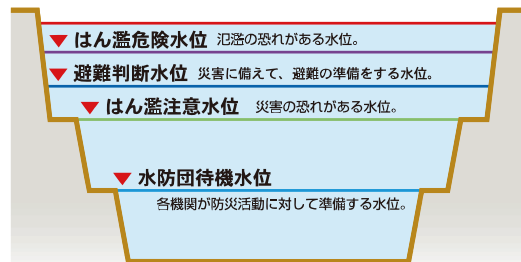 ▼はん濫危険水位 氾濫の恐れがある水位。
▼避難判断水位 災害に備えて、避難の準備をする水位。
▼はん濫注意水位 災害の恐れがある水位。
▼水防団待機水位
各機関が防災活動に対して準備する水位。